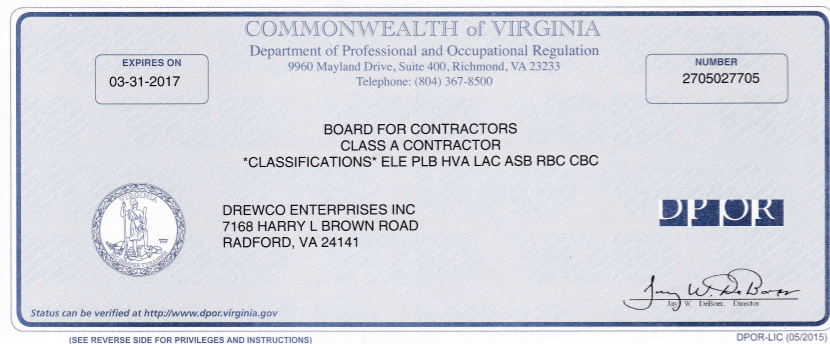 COMMONWEALTH of VIRGINIA
Department of Professional and Occupational Regulation
9960 Mayland Drive, Suite 400, Richmond, VA 23233
Telephone: (804) 367-8500
EXPIRES ON
03-31-2017
NUMBER
2705027705
BOARD FOR CONTRACTORS
CLASS A CONTRACTOR
*CLASSIFICATIONS* ELE PLB HVA LAC ASB RBC CBC
DREWCO ENTERPRISES INC
7168 HARRY L BROWN ROAD
RADFORD, VA 24141
DPOR
Jay W. DeBoer
Jay W DeBoer, Director
Status can be verified at http://www.dpor.virginia.gov
(SEE REVERSE SIDE FOR PRIVILEGES AND INSTRUCTIONS)
DPOR-LIC (05/2015)